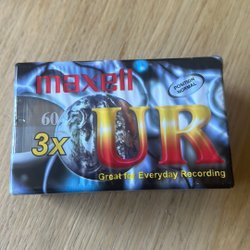 maxell
POSITION
NORMAL
60
3x
UR
Great for Everyday Recording